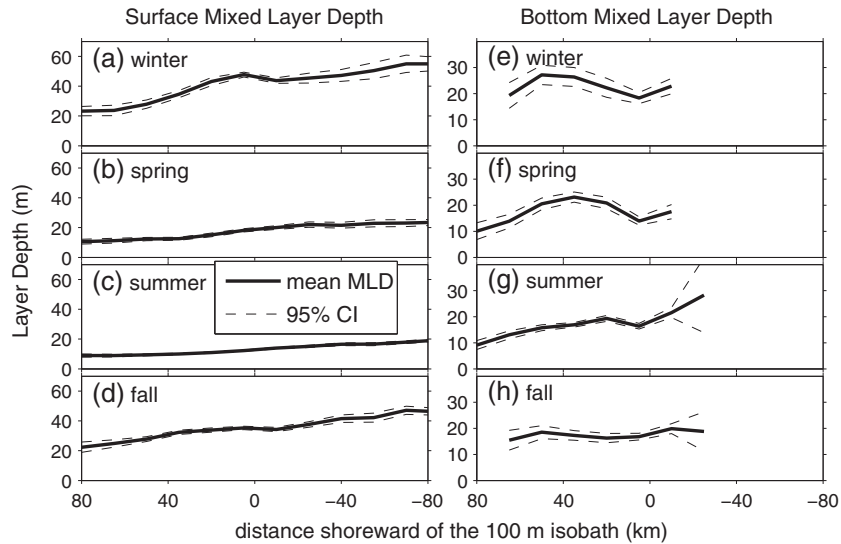 Surface Mixed Layer Depth
Bottom Mixed Layer Depth
Layer Depth (m)
(a) winter
60
40
20
0
(b) spring
60
40
20
0
(c) summer
60
40
20
0
mean MLD
95% CI
(d) fall
60
40
20
0
80 40 0 −40 −80
(e) winter
30
20
10
0
(f) spring
30
20
10
0
(g) summer
30
20
10
0
(h) fall
30
20
10
0
80 40 0 −40 −80
distance shoreward of the 100 m isobath (km)